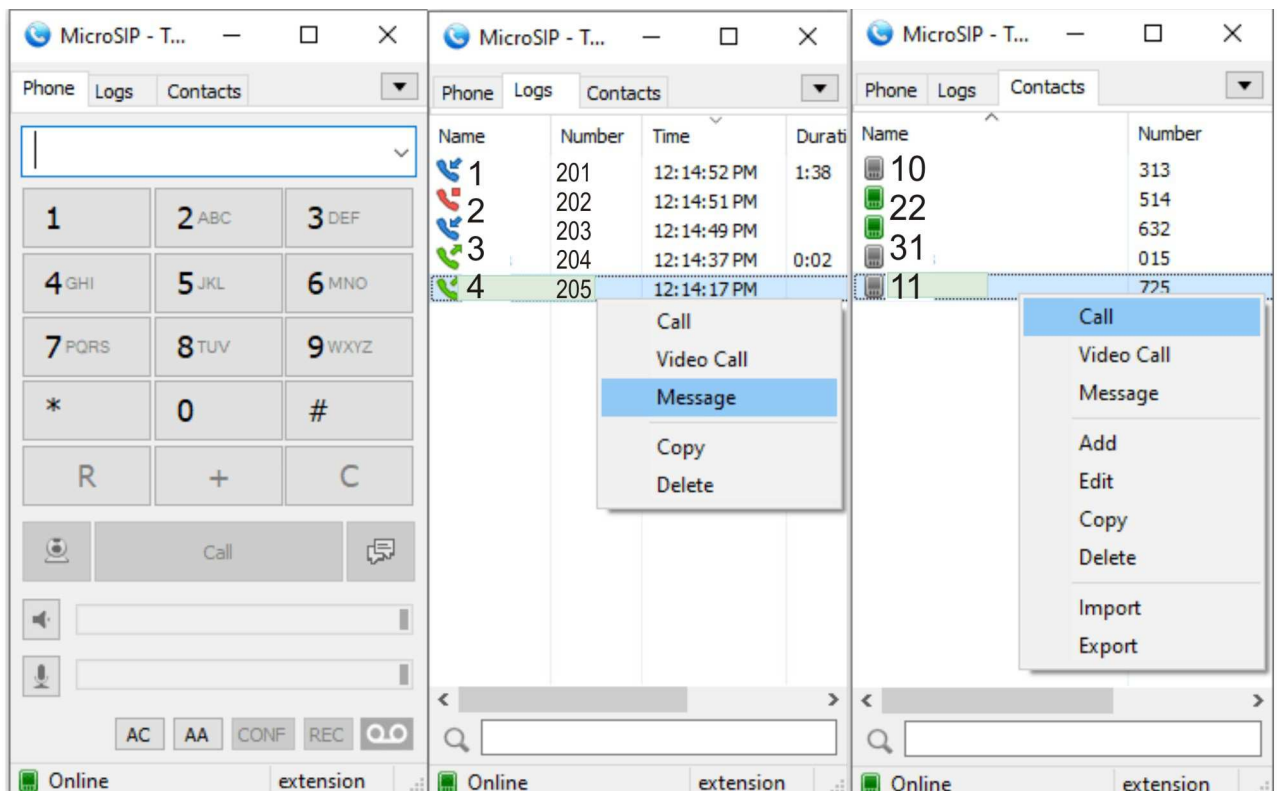 MicroSIP - T...
Phone Logs Contacts
1 2 ABC 3 DEF
4 GHI 5 JKL 6 MNO
7 PQRS 8 TUV 9 WXYZ
* 0 #
R + C
Call
AC AA CONF REC
Online extension
MicroSIP - T...
Phone Logs Contacts
Name Number Time Durati
1 201 12:14:52 PM 1:38
2 202 12:14:51 PM
203 12:14:49 PM
3 204 12:14:37 PM 0:02
4 205 12:14:17 PM
Call
Video Call
Message
Copy
Delete
Online extension
MicroSIP - T...
Phone Logs Contacts
Name Number
10 313
22 514
632
31 015
11 725
Call
Video Call
Message
Add
Edit
Copy
Delete
Import
Export
Online extension